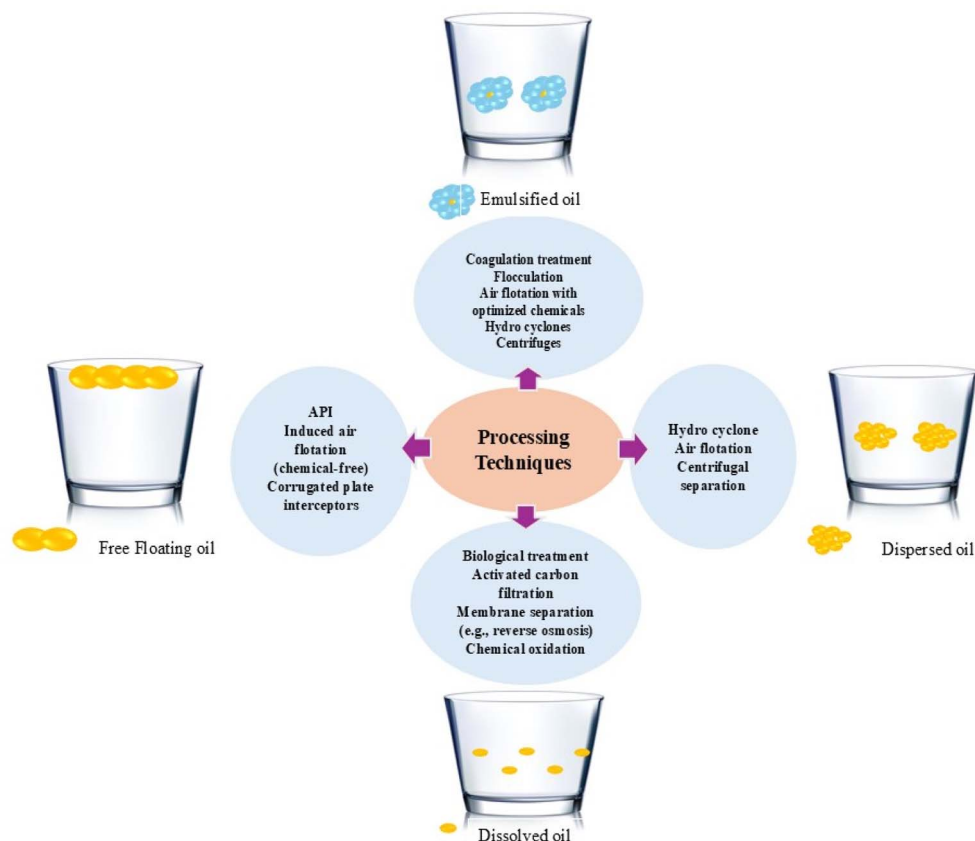 Emulsified oil
Coagulation treatment
Flocculation
Air flotation with
optimized chemicals
Hydro cyclones
Centrifuges
API
Induced air
flotation
(chemical-free)
Corrugated plate
interceptors
Free Floating oil
Processing
Techniques
Hydro cyclone
Air flotation
Centrifugal
separation
Dispersed oil
Biological treatment
Activated carbon
filtration
Membrane separation
(e.g., reverse osmosis)
Chemical oxidation
Dissolved oil